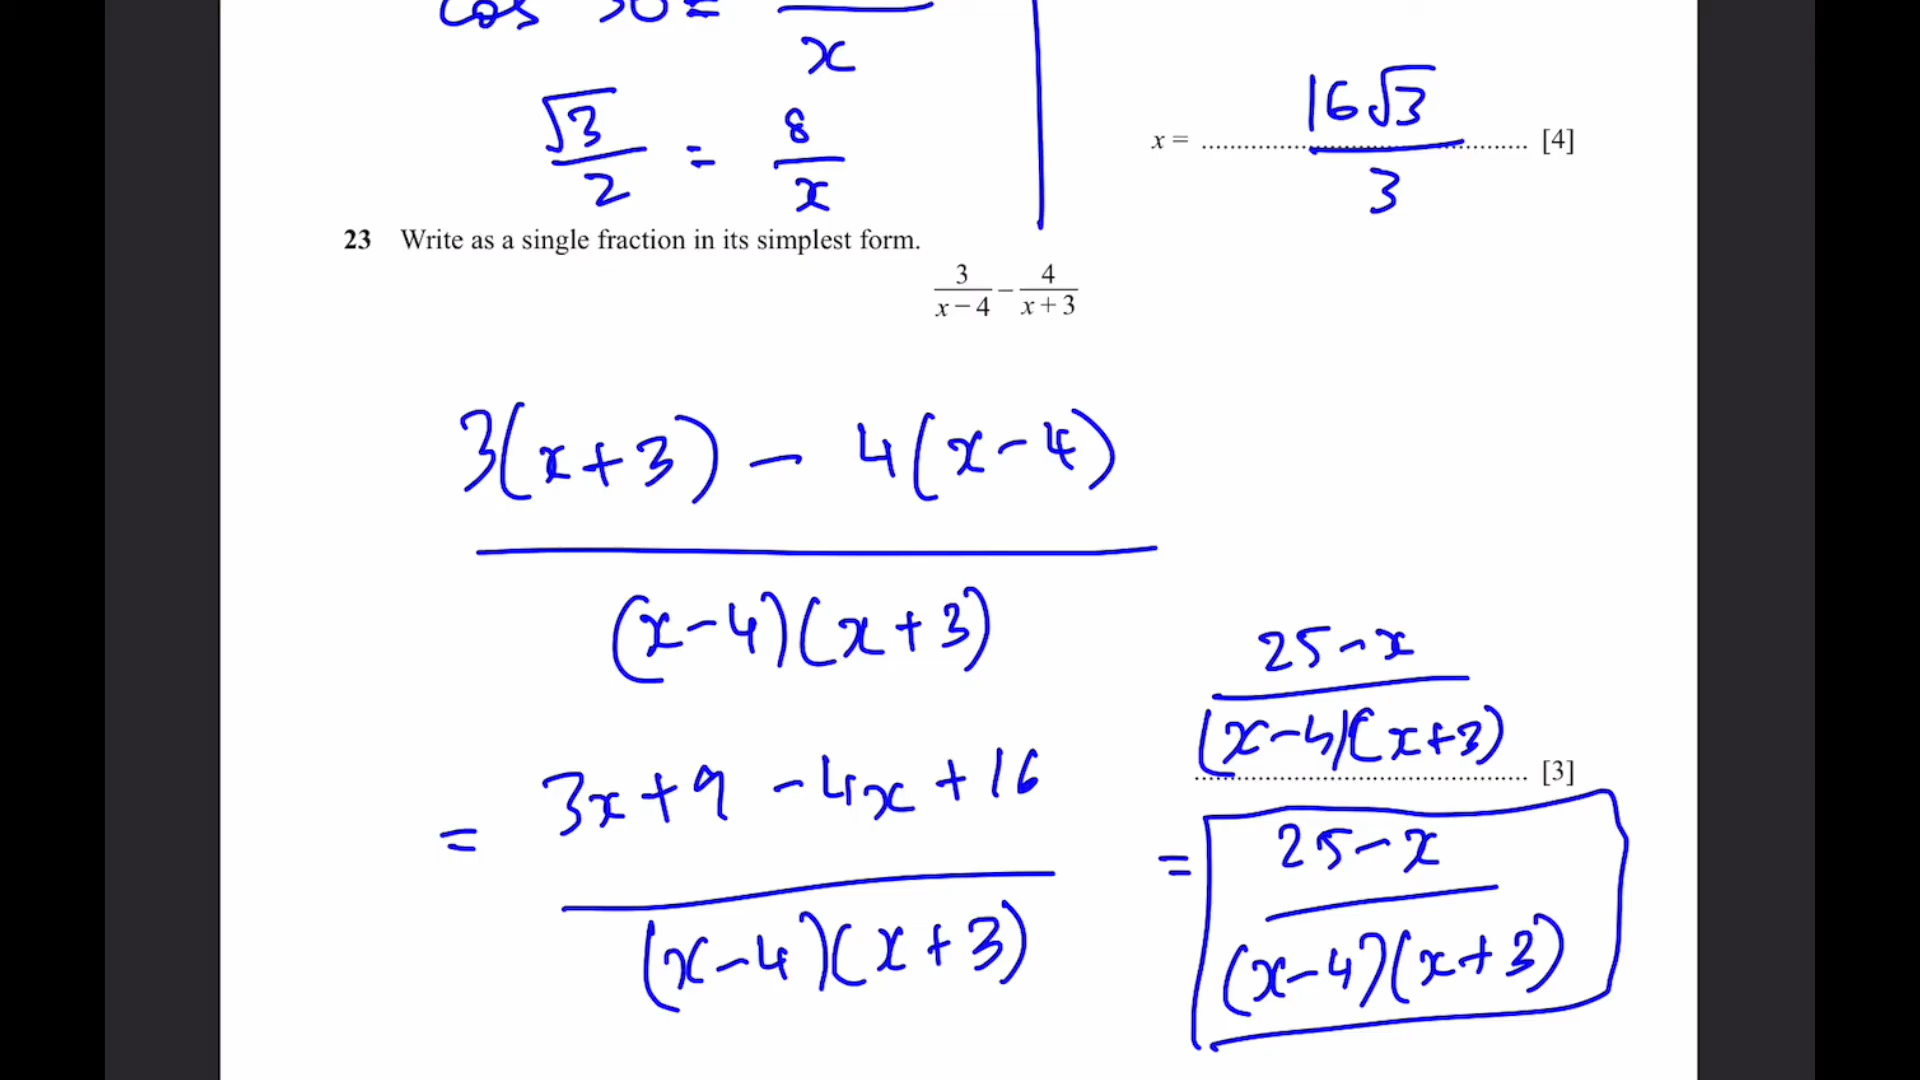 cos 30 = ― x
√3/2 = 8/x
x = 16√3/3 [4]
23 Write as a single fraction in its simplest form.
3/(x − 4) − 4/(x + 3)
3(x+3) − 4(x−4)
(x−4)(x+3)
25−x
(x−4)(x+3)
[3]
= 3x+9 −4x +16
(x−4)(x+3)
= 25−x
(x−4)(x+3)